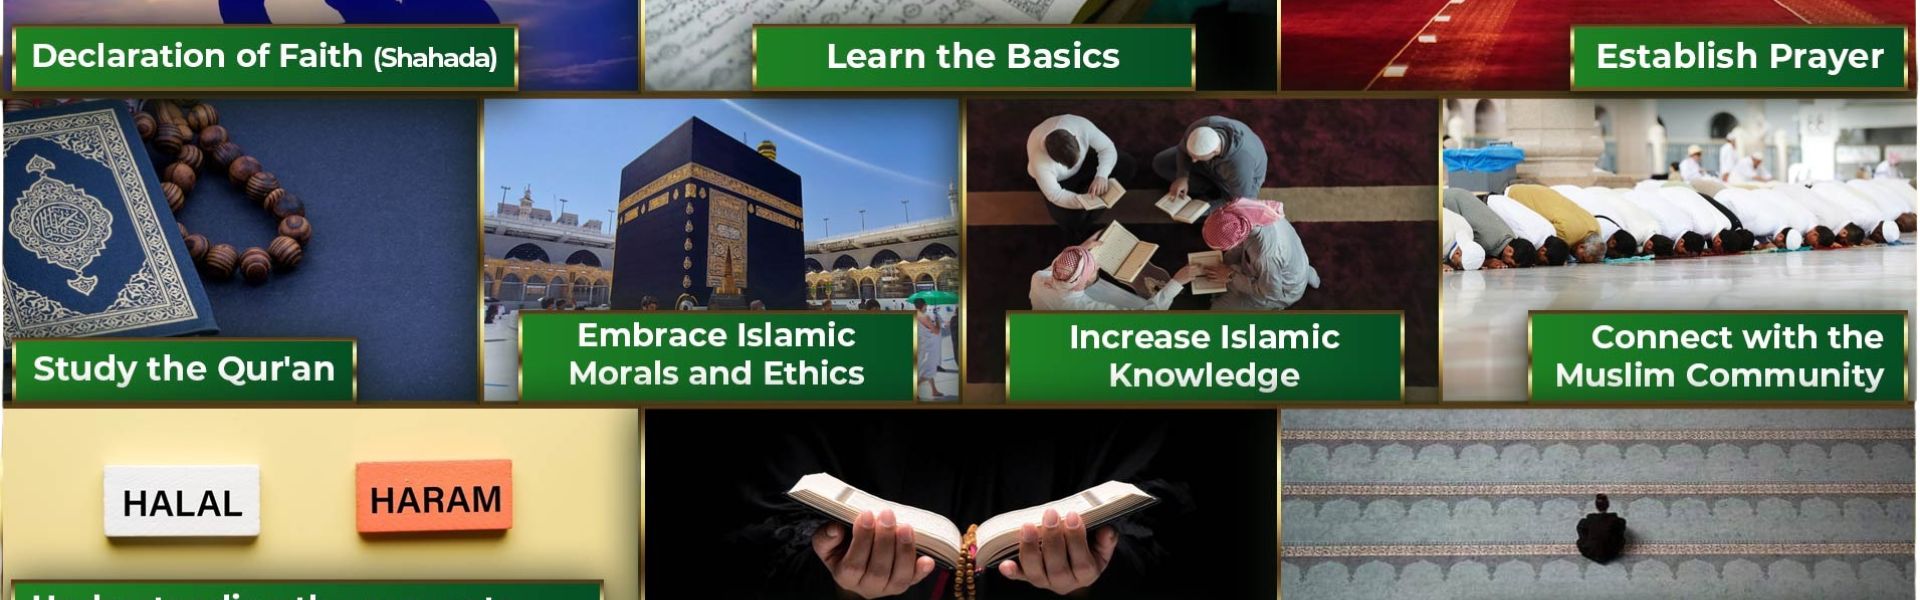 Declaration of Faith (Shahada)
Learn the Basics
Establish Prayer
Study the Qur'an
Embrace Islamic
Morals and Ethics
Increase Islamic
Knowledge
Connect with the
Muslim Community
HALAL
HARAM